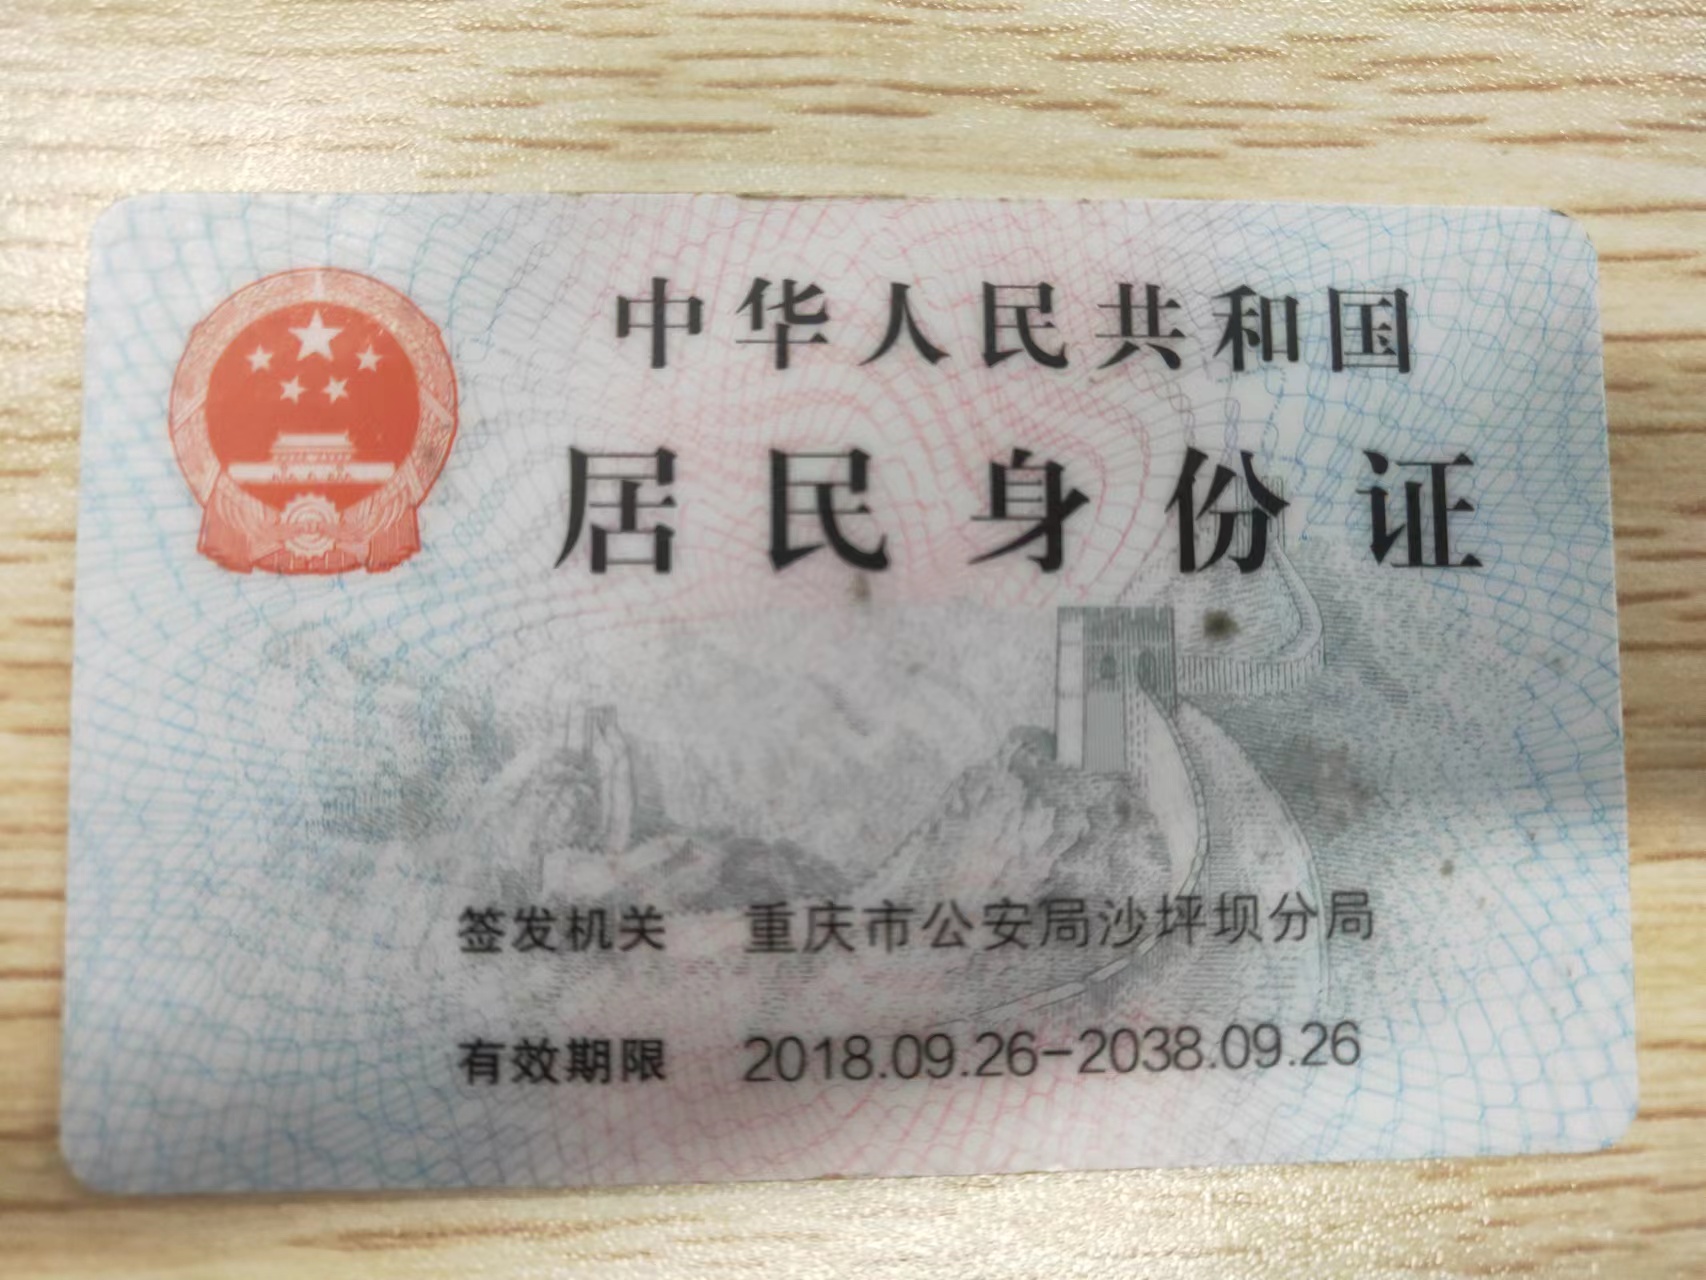 中华人民共和国
居民身份证
签发机关 重庆市公安局沙坪坝分局
有效期限 2018.09.26-2038.09.26